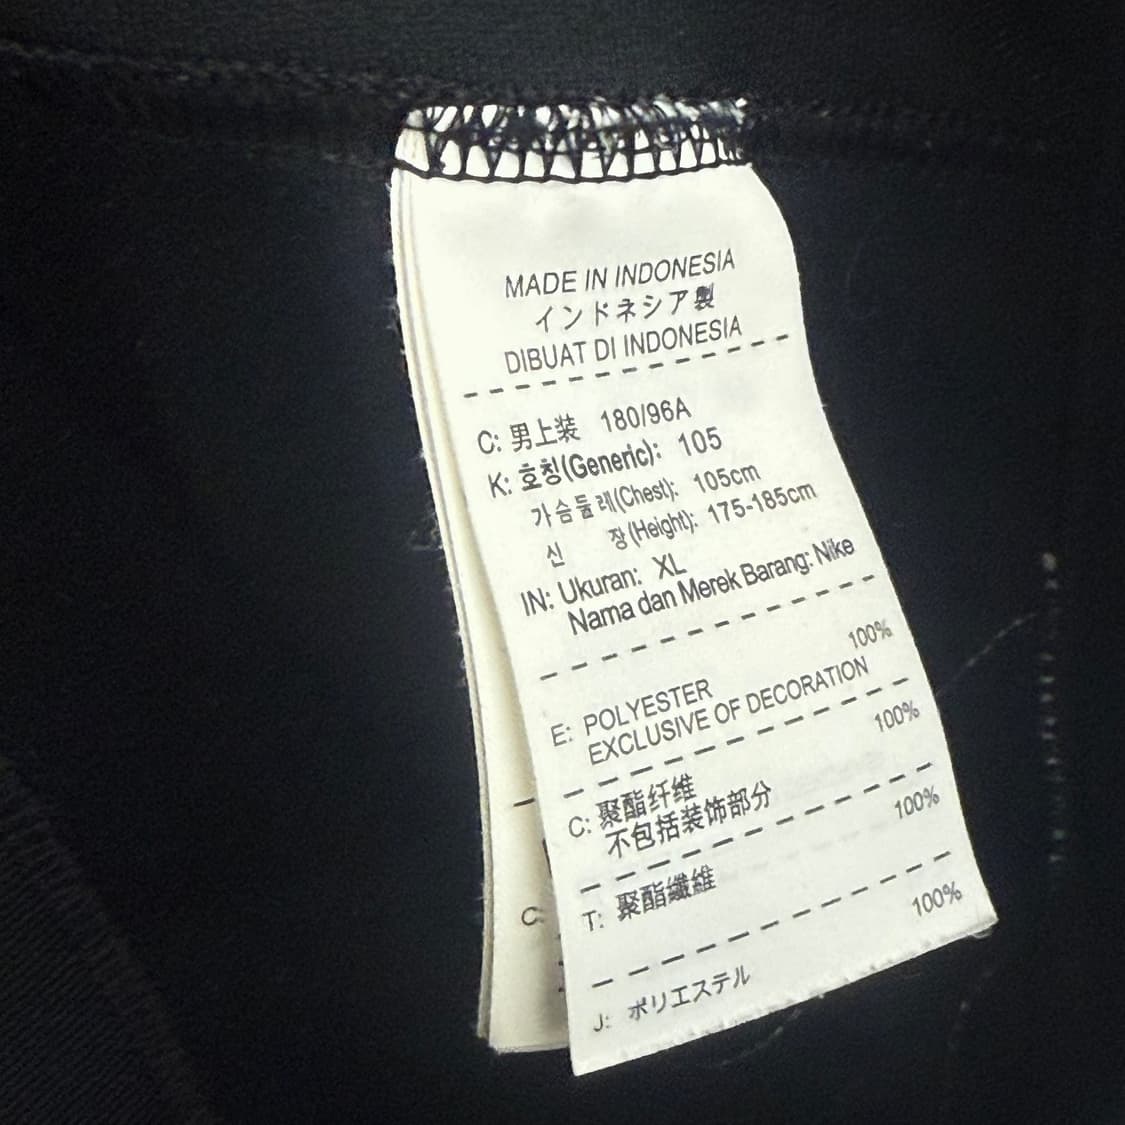 MADE IN INDONESIA
インドネシア製
DIBUAT DI INDONESIA
C: 男上装 180/96A
K: 호칭(Generic): 105
가슴둘레(Chest): 105cm
신 장(Height): 175-185cm
IN: Ukuran: XL
Nama dan Merek Barang: Nike
100%
E: POLYESTER
EXCLUSIVE OF DECORATION
100%
C: 聚酯纤维
不包括装饰部分
100%
T: 聚酯纖維
100%
J: ポリエステル
C: